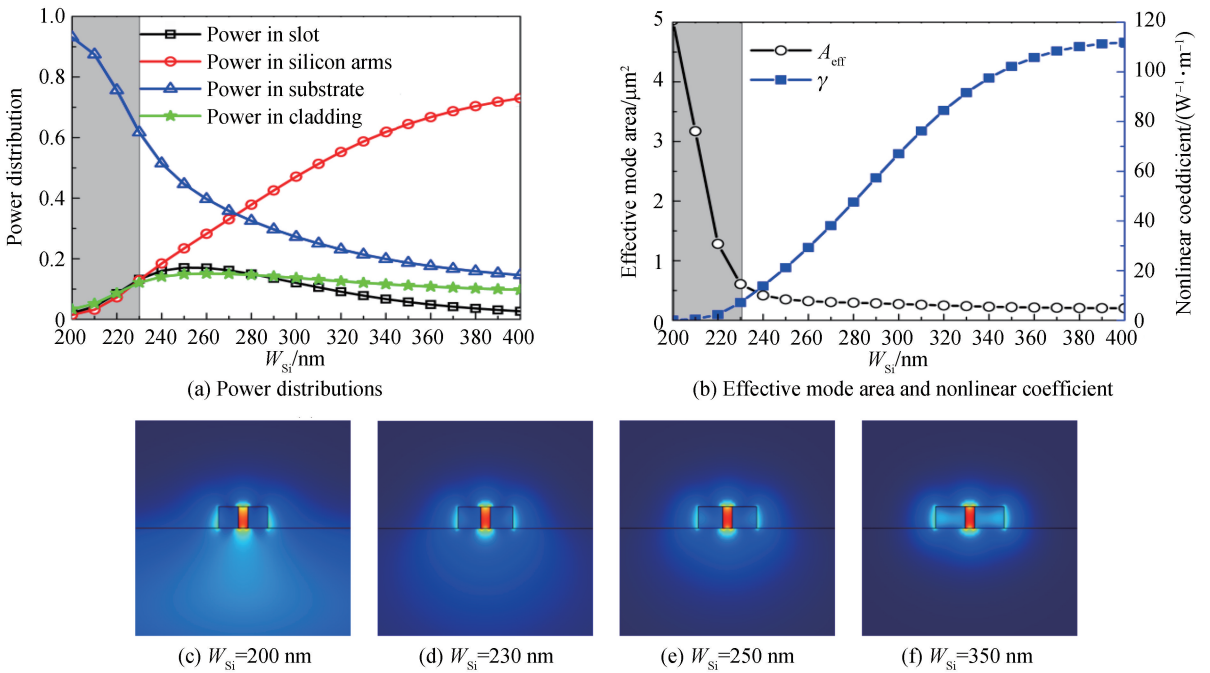 1.0
0.8
0.6
0.4
0.2
0
Power distribution
Power in slot
Power in silicon arms
Power in substrate
Power in cladding
200 220 240 260 280 300 320 340 360 380 400
W_Si/nm
(a) Power distributions
5
4
3
2
1
0
Effective mode area/μm²
A_eff
γ
120
100
80
60
40
20
0
Nonlinear coeddicient/(W⁻¹·m⁻¹)
200 220 240 260 280 300 320 340 360 380 400
W_Si/nm
(b) Effective mode area and nonlinear coefficient
(c) W_Si=200 nm
(d) W_Si=230 nm
(e) W_Si=250 nm
(f) W_Si=350 nm